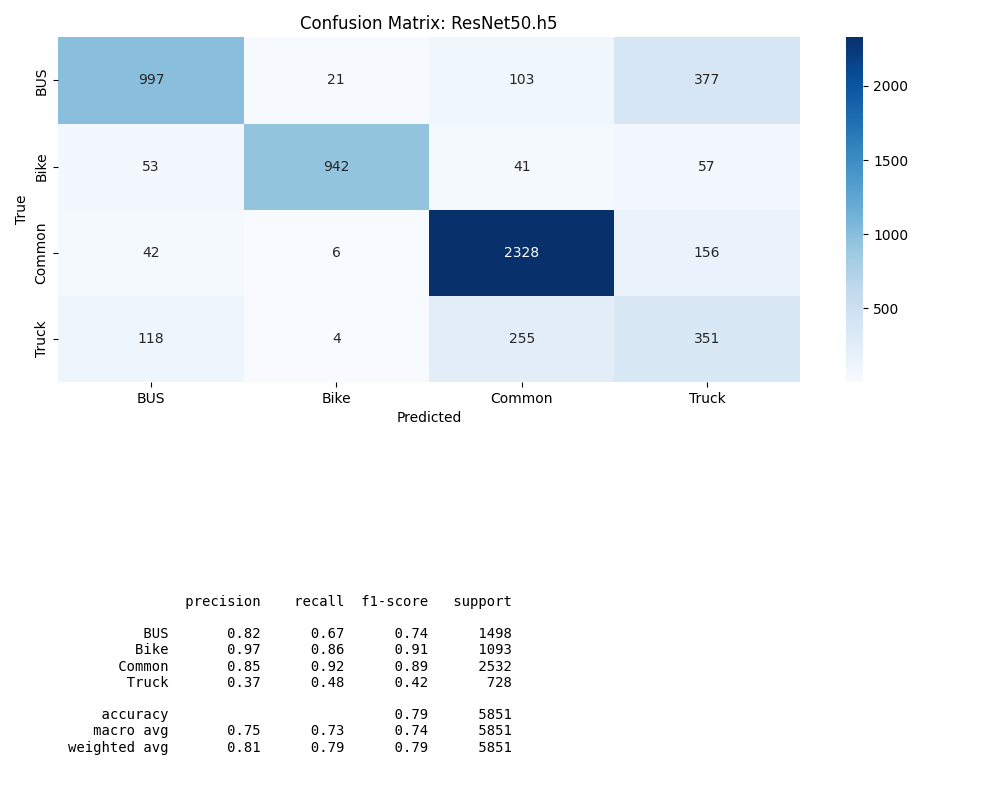 Confusion Matrix: ResNet50.h5
BUS 997 21 103 377
Bike 53 942 41 57
Common 42 6 2328 156
Truck 118 4 255 351
True
BUS Bike Common Truck
Predicted
2000
1500
1000
500
precision recall f1-score support
BUS 0.82 0.67 0.74 1498
Bike 0.97 0.86 0.91 1093
Common 0.85 0.92 0.89 2532
Truck 0.37 0.48 0.42 728
accuracy 0.79 5851
macro avg 0.75 0.73 0.74 5851
weighted avg 0.81 0.79 0.79 5851